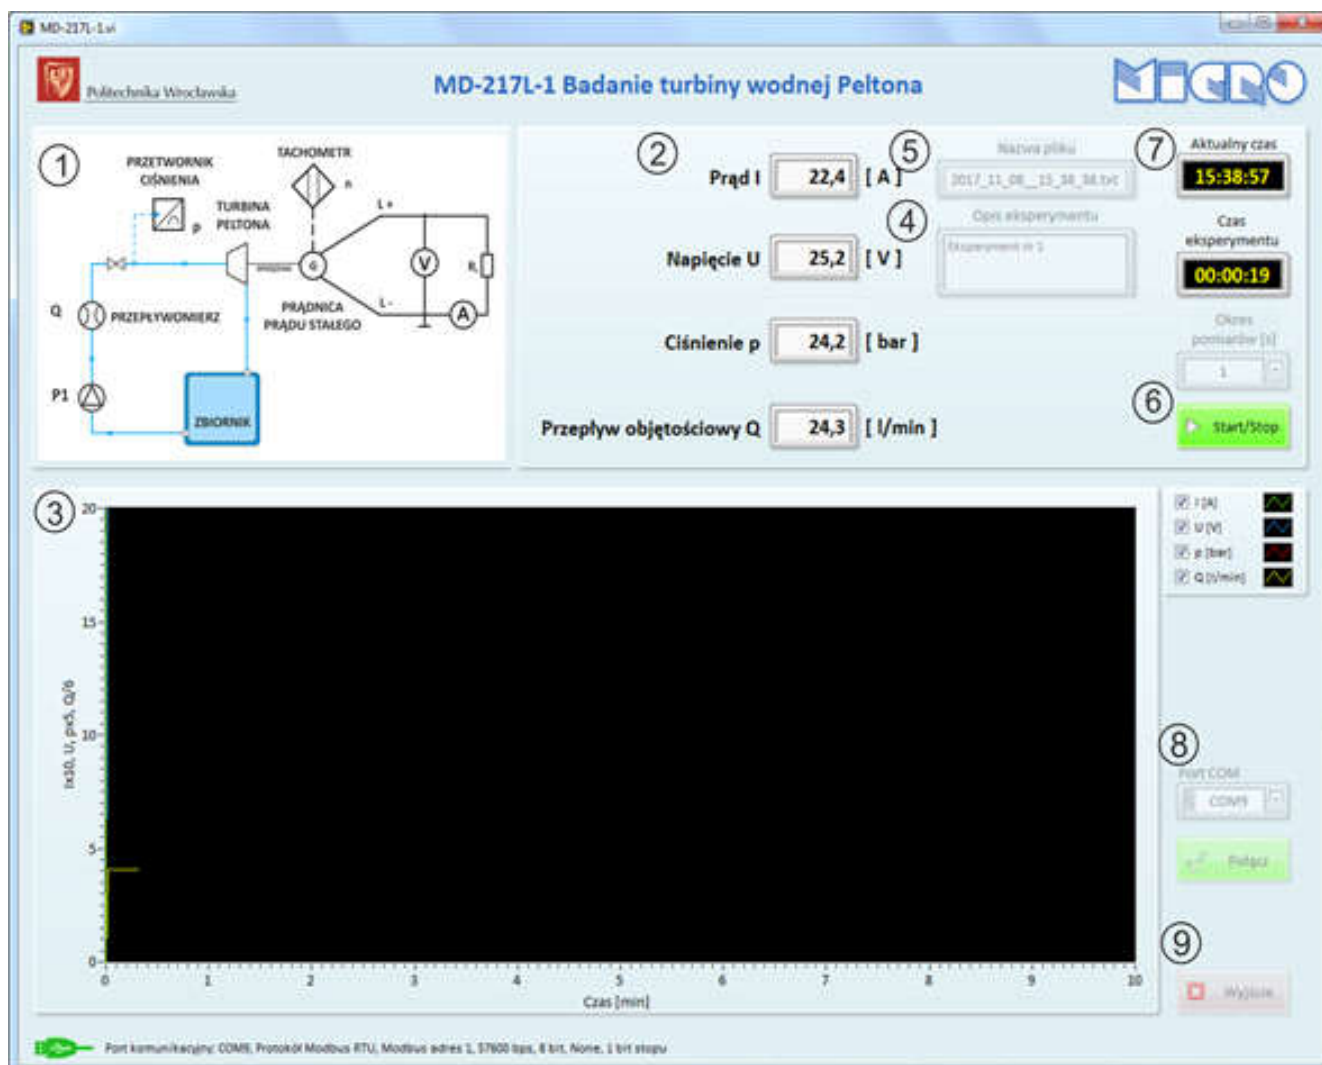 MD-217L-1.vi
Politechnika Wrocławska
MD-217L-1 Badanie turbiny wodnej Peltona
MICRO
1
PRZETWORNIK
CIŚNIENIA
p
TACHOMETR
n
TURBINA
PELTONA
L+
V
R
G
L-
A
PRĄDNICA
PRĄDU STAŁEGO
Q
PRZEPŁYWOMIERZ
P1
ZBIORNIK
2
Prąd I 22,4 [ A ]
Napięcie U 25,2 [ V ]
Ciśnienie p 24,2 [ bar ]
Przepływ objętościowy Q 24,3 [ l/min ]
5
Nazwa pliku
2017_11_08__15_38_38.txt
4
Opis eksperymentu
Eksperyment nr 1
7
Aktualny czas
15:38:57
Czas
eksperymentu
00:00:19
Okres
pomiarów [s]
1
6
Start/Stop
3
Ix10, U, px5, Q/6
20
15
10
5
0
0 1 2 3 4 5 6 7 8 9 10
Czas [min]
I [A]
U [V]
p [bar]
Q [l/min]
8
Port COM
COM9
Połącz
9
Wyjście
Port komunikacyjny: COM9, Protokół Modbus RTU, Modbus adres 1, 57600 bps, 8 bit, None, 1 bit stopu